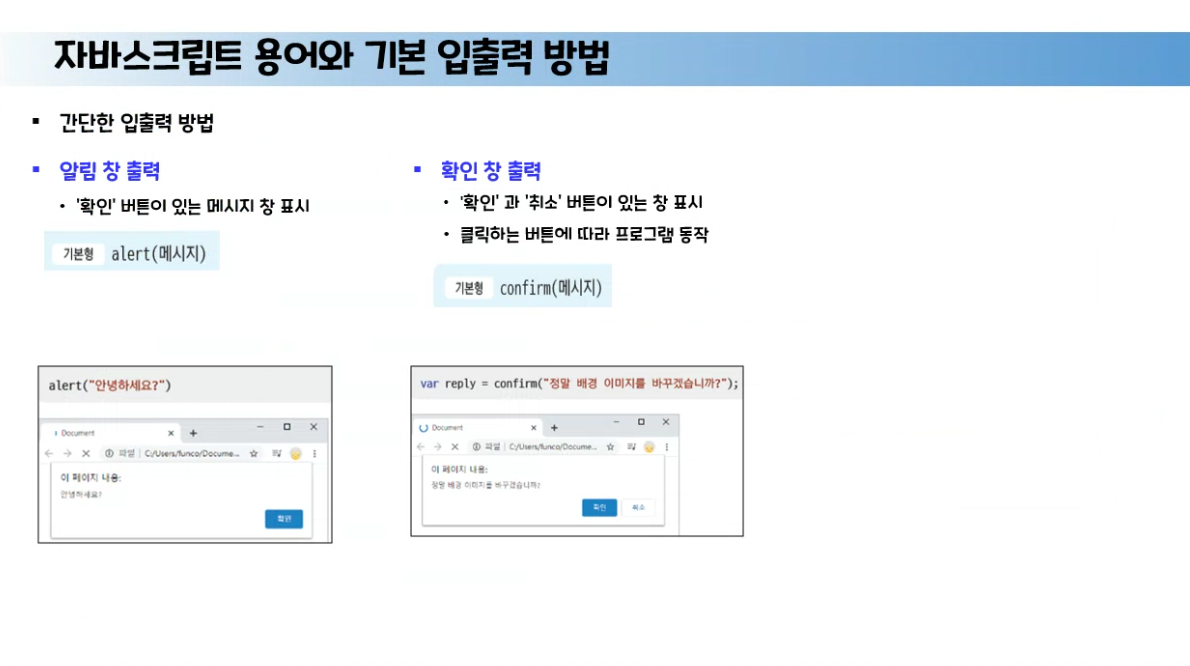 자바스크립트 용어와 기본 입출력 방법
▪ 간단한 입출력 방법
▪ 알림 창 출력
• '확인' 버튼이 있는 메시지 창 표시
기본형 alert(메시지)
alert("안녕하세요?")
Document
파일 | C:/Users/funco/Docume...
이 페이지 내용:
안녕하세요?
확인
▪ 확인 창 출력
• '확인' 과 '취소' 버튼이 있는 창 표시
• 클릭하는 버튼에 따라 프로그램 동작
기본형 confirm(메시지)
var reply = confirm("정말 배경 이미지를 바꾸겠습니까?");
Document
파일 | C:/Users/funco/Docume...
이 페이지 내용:
정말 배경 이미지를 바꾸겠습니까?
확인 취소